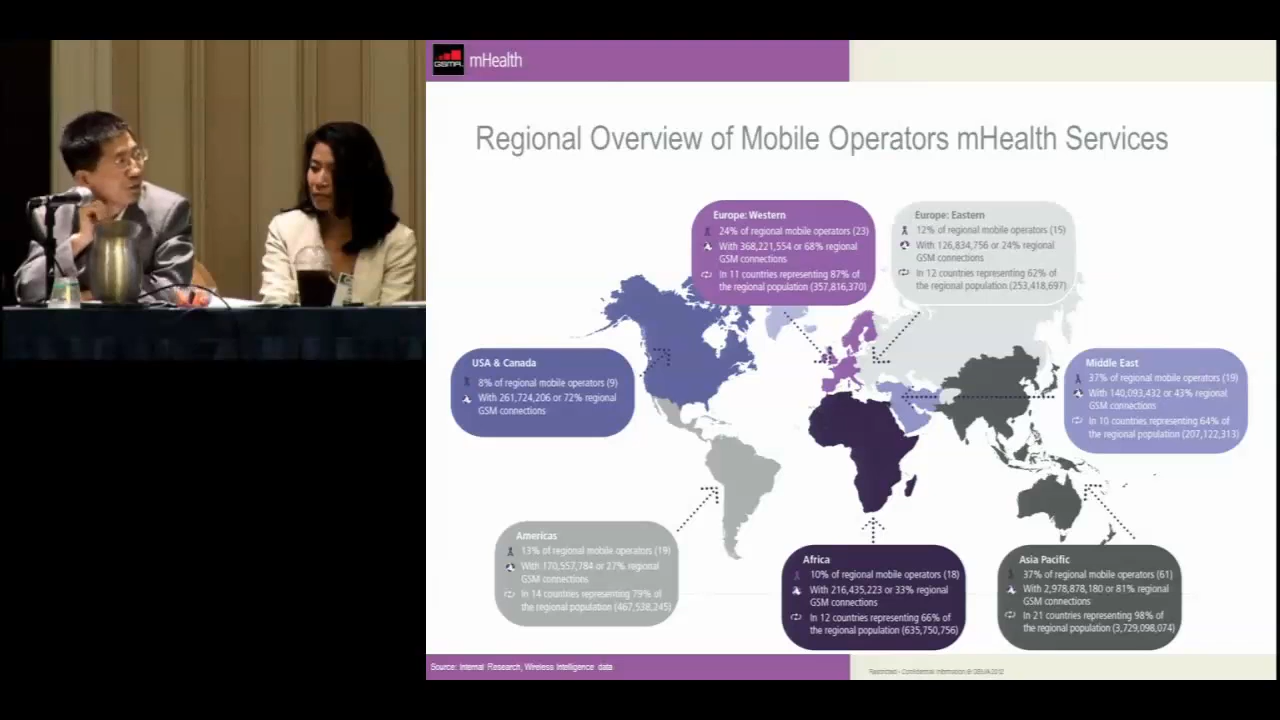 GSMA
mHealth
Regional Overview of Mobile Operators mHealth Services
Europe: Western
24% of regional mobile operators (23)
With 368,221,554 or 68% regional
GSM connections
In 11 countries representing 87% of
the regional population (357,816,370)
Europe: Eastern
12% of regional mobile operators (15)
With 126,834,756 or 24% regional
GSM connections
In 12 countries representing 62% of
the regional population (253,418,697)
USA & Canada
8% of regional mobile operators (9)
With 261,724,206 or 72% regional
GSM connections
Middle East
37% of regional mobile operators (19)
With 140,093,432 or 43% regional
GSM connections
In 10 countries representing 64% of
the regional population (207,122,313)
Americas
13% of regional mobile operators (19)
With 170,557,784 or 27% regional
GSM connections
In 14 countries representing 79% of
the regional population (467,538,245)
Africa
10% of regional mobile operators (18)
With 216,435,223 or 33% regional
GSM connections
In 12 countries representing 66% of
the regional population (635,750,756)
Asia Pacific
37% of regional mobile operators (61)
With 2,978,878,180 or 81% regional
GSM connections
In 21 countries representing 98% of
the regional population (3,729,098,074)
Source: Internal Research, Wireless Intelligence data
Restricted - Confidential Information © GSMA 2012